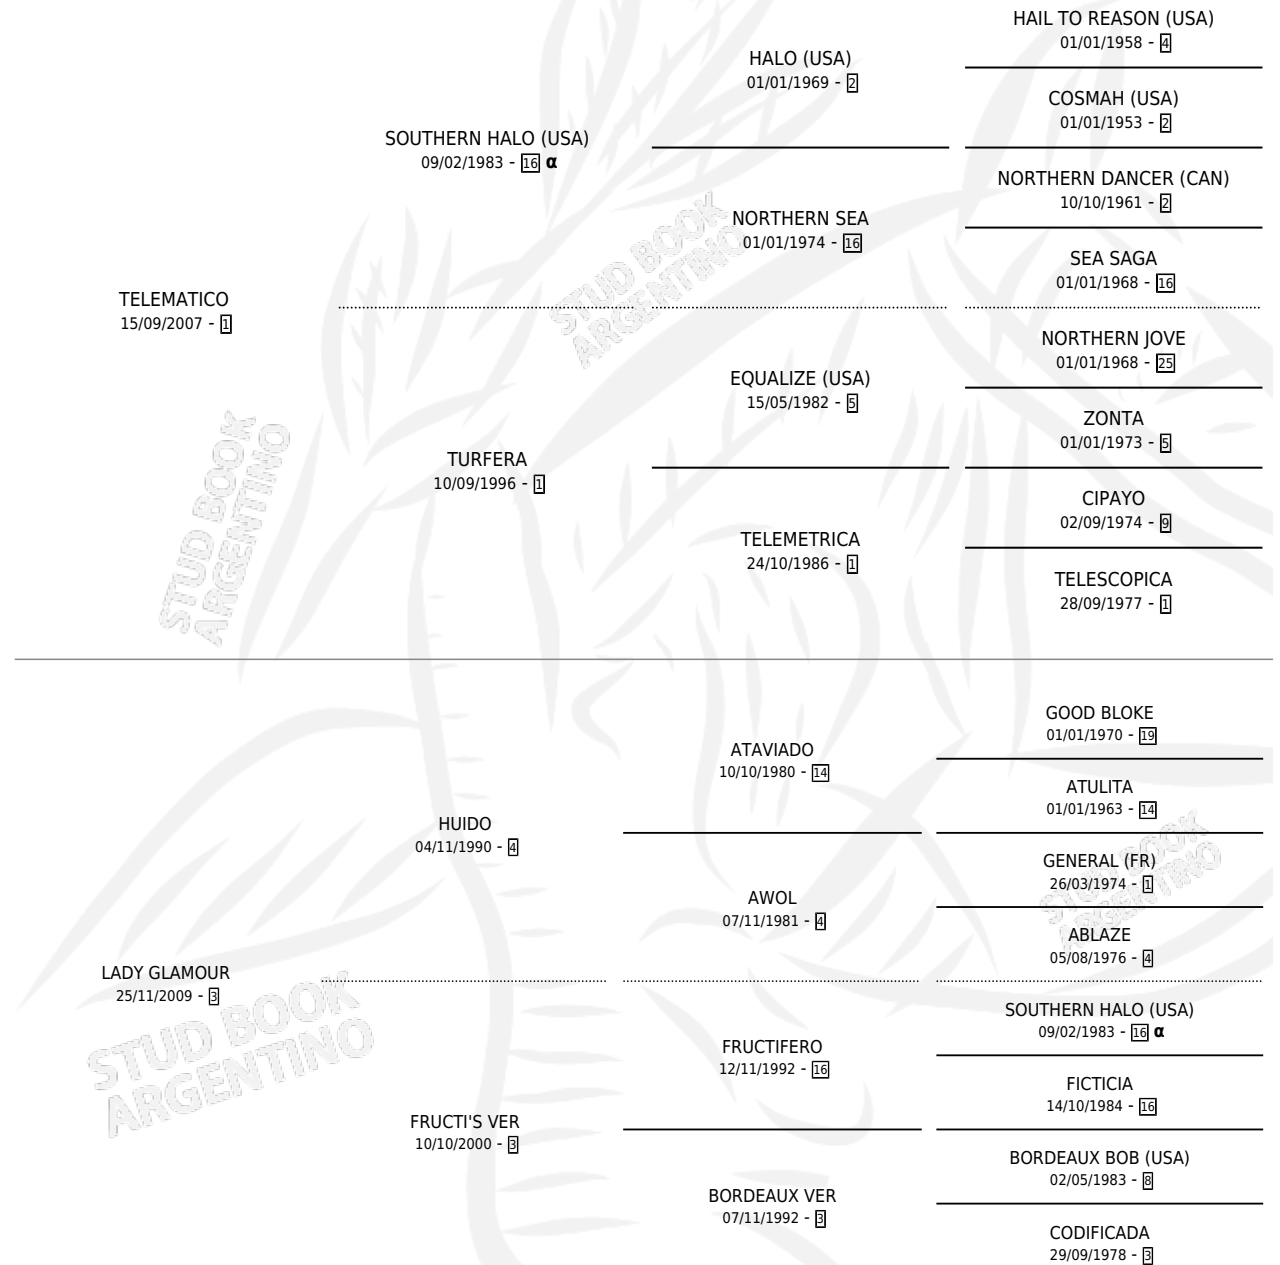 HAIL TO REASON (USA)
01/01/1958 - 4
HALO (USA)
01/01/1969 - 2
COSMAH (USA)
01/01/1953 - 2
SOUTHERN HALO (USA)
09/02/1983 - 16 α
NORTHERN DANCER (CAN)
10/10/1961 - 2
NORTHERN SEA
01/01/1974 - 16
SEA SAGA
01/01/1968 - 16
STUD BOOK
ARGENTINO
TELEMATICO
15/09/2007 - 1
NORTHERN JOVE
01/01/1968 - 25
EQUALIZE (USA)
15/05/1982 - 5
ZONTA
01/01/1973 - 5
TURFERA
10/09/1996 - 1
CIPAYO
02/09/1974 - 9
TELEMETRICA
24/10/1986 - 1
TELESCOPICA
28/09/1977 - 1
STUD BOOK
ARGENTINO
GOOD BLOKE
01/01/1970 - 19
ATAVIADO
10/10/1980 - 14
ATULITA
01/01/1963 - 14
HUIDO
04/11/1990 - 4
GENERAL (FR)
26/03/1974 - 1
AWOL
07/11/1981 - 4
ABLAZE
05/08/1976 - 4
STUD BOOK
ARGENTINO
LADY GLAMOUR
25/11/2009 - 3
SOUTHERN HALO (USA)
09/02/1983 - 16 α
FRUCTIFERO
12/11/1992 - 16
FICTICIA
14/10/1984 - 16
FRUCTI'S VER
10/10/2000 - 3
BORDEAUX BOB (USA)
02/05/1983 - 8
BORDEAUX VER
07/11/1992 - 3
CODIFICADA
29/09/1978 - 3
STUD BOOK
ARGENTINO